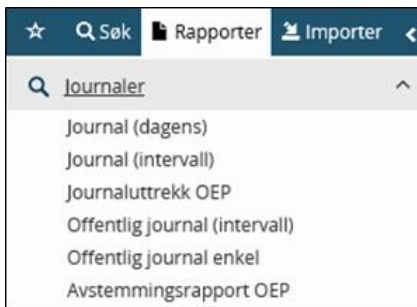 Søk Rapporter Importer
Journaler
Journal (dagens)
Journal (intervall)
Journaluttrekk OEP
Offentlig journal (intervall)
Offentlig journal enkel
Avstemmingsrapport OEP